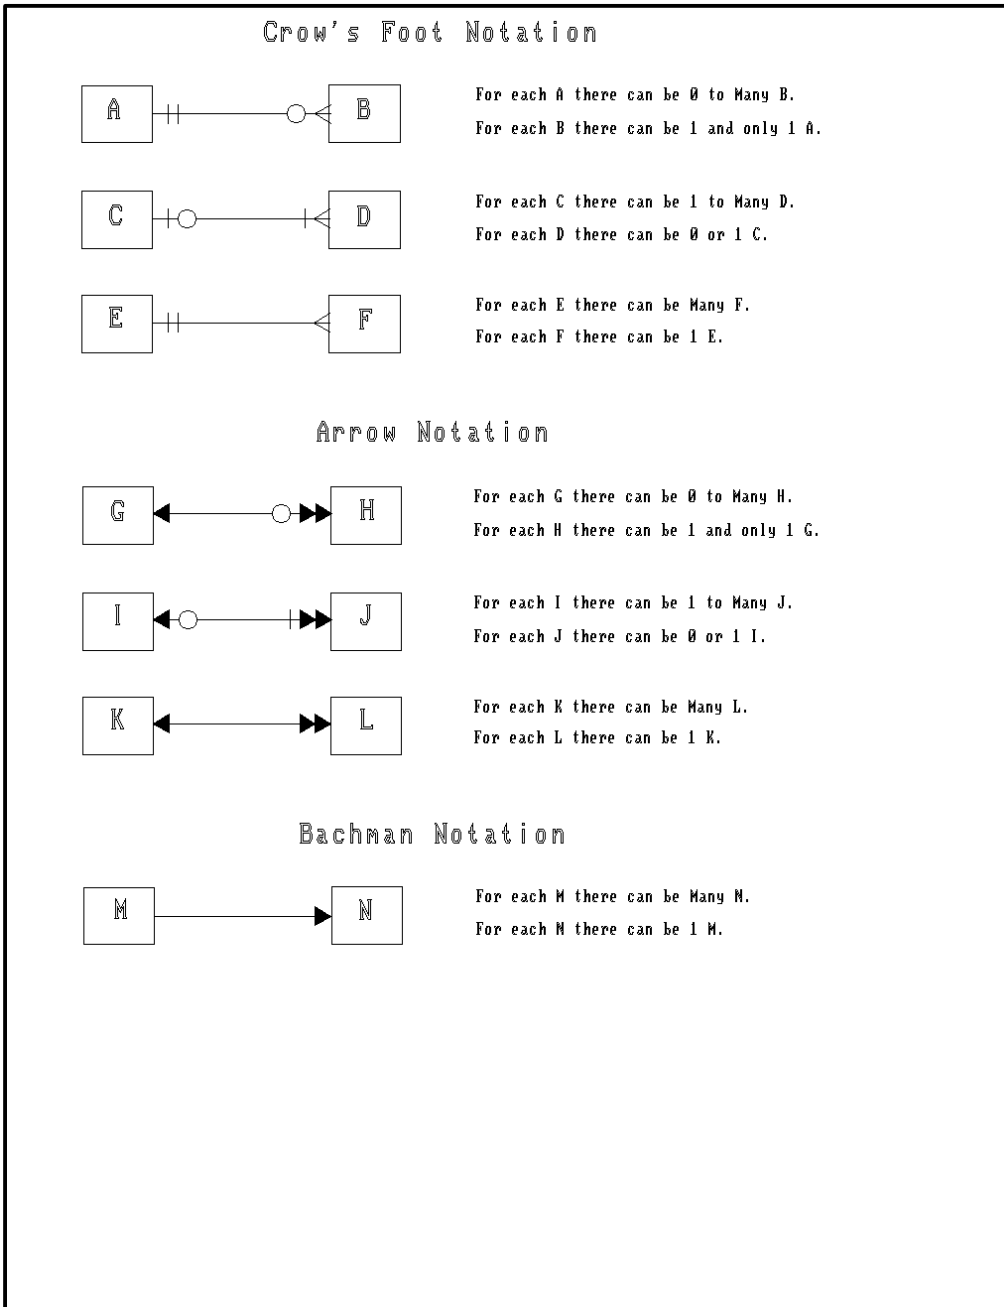 Crow's Foot Notation
A B For each A there can be 0 to Many B.
For each B there can be 1 and only 1 A.
C D For each C there can be 1 to Many D.
For each D there can be 0 or 1 C.
E F For each E there can be Many F.
For each F there can be 1 E.
Arrow Notation
G H For each G there can be 0 to Many H.
For each H there can be 1 and only 1 G.
I J For each I there can be 1 to Many J.
For each J there can be 0 or 1 I.
K L For each K there can be Many L.
For each L there can be 1 K.
Bachman Notation
M N For each M there can be Many N.
For each N there can be 1 M.